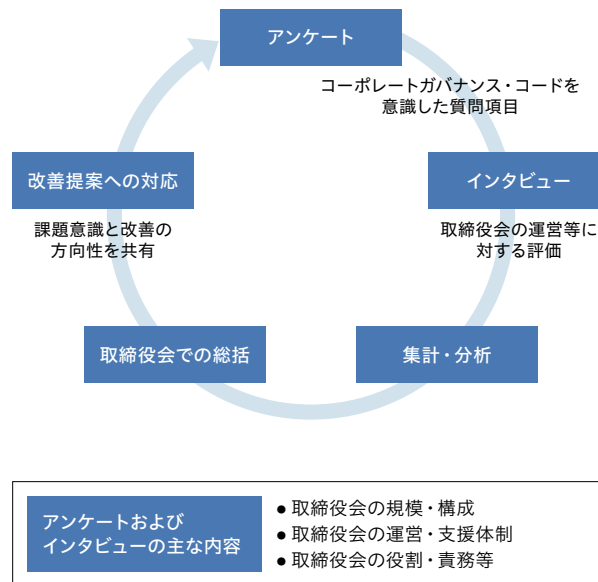 アンケート
コーポレートガバナンス・コードを
意識した質問項目
インタビュー
取締役会の運営等に
対する評価
集計・分析
取締役会での総括
改善提案への対応
課題意識と改善の
方向性を共有
アンケートおよび
インタビューの主な内容
● 取締役会の規模・構成
● 取締役会の運営・支援体制
● 取締役会の役割・責務等